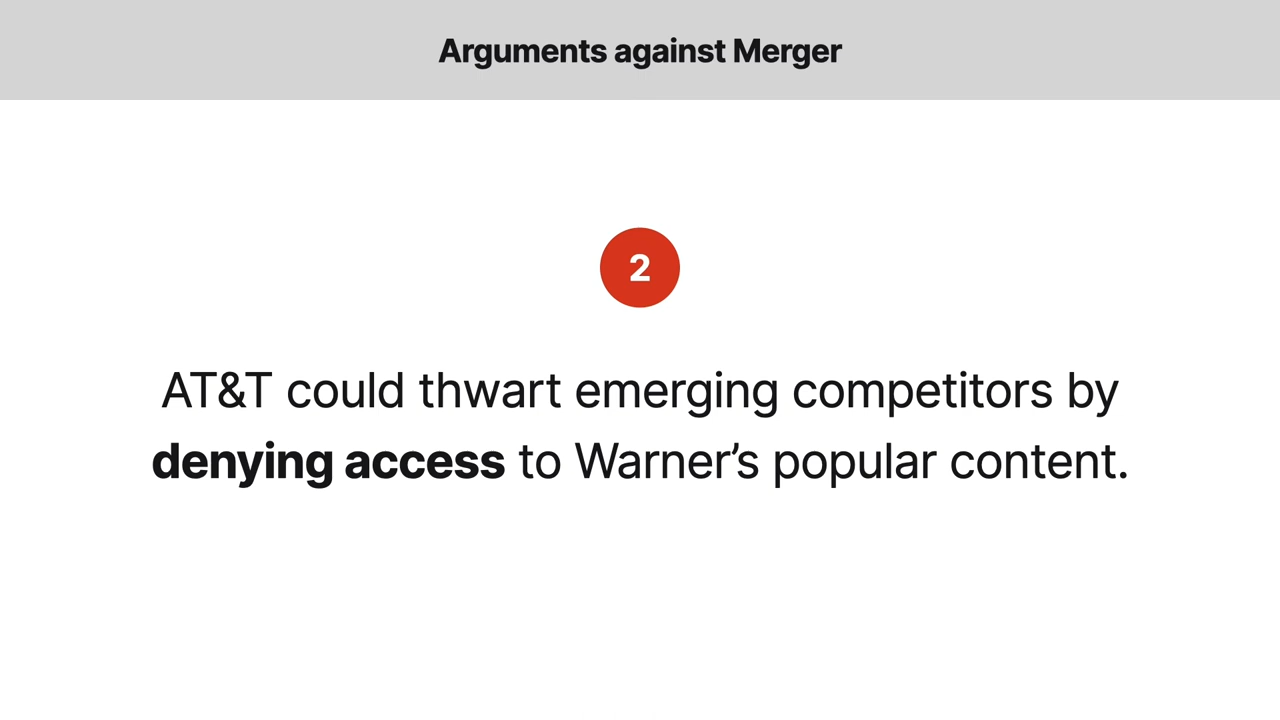 Arguments against Merger
2
AT&T could thwart emerging competitors by
denying access to Warner’s popular content.